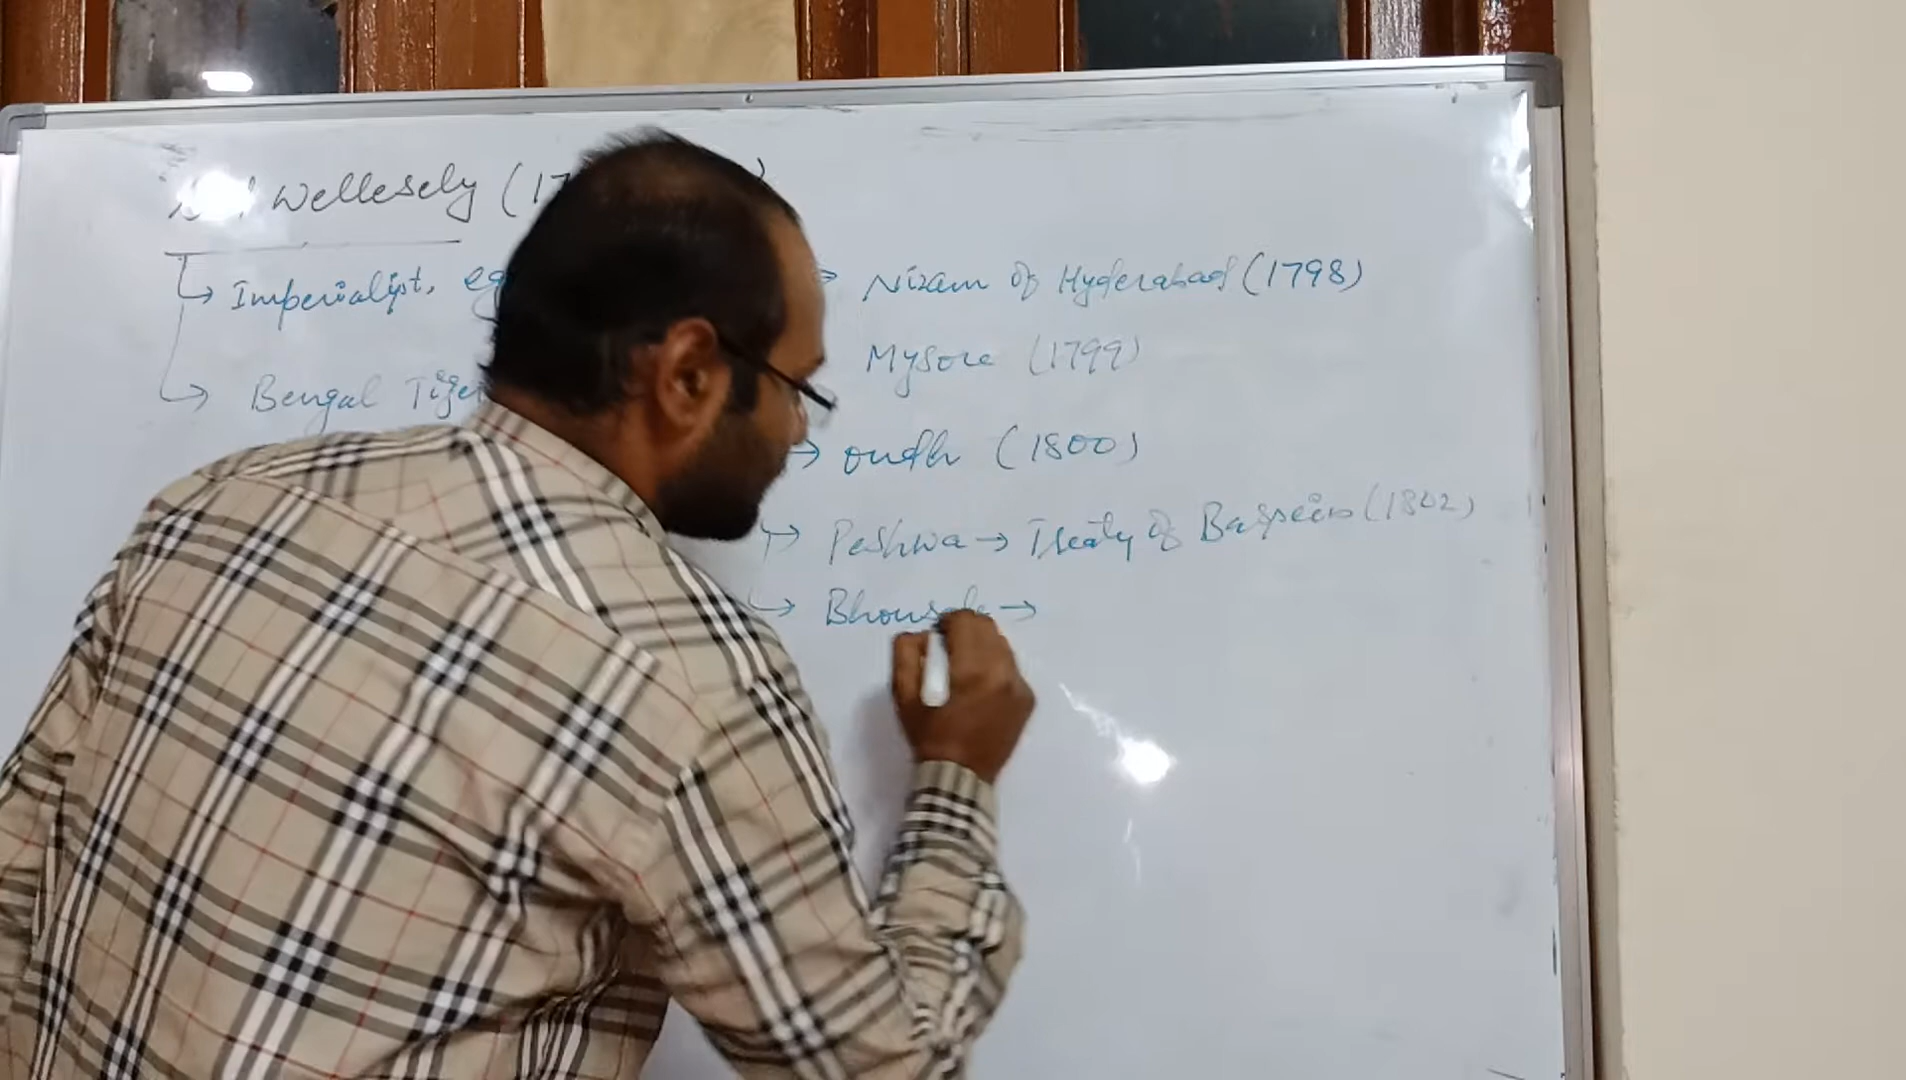 Wellesely (17
Imperialist, eg
Bengal Tiger
Nizam of Hyderabad (1798)
Mysore (1799)
→ oudh (1800)
→ Peshwa → Treaty of Bassein (1802)
→ Bhonsle →